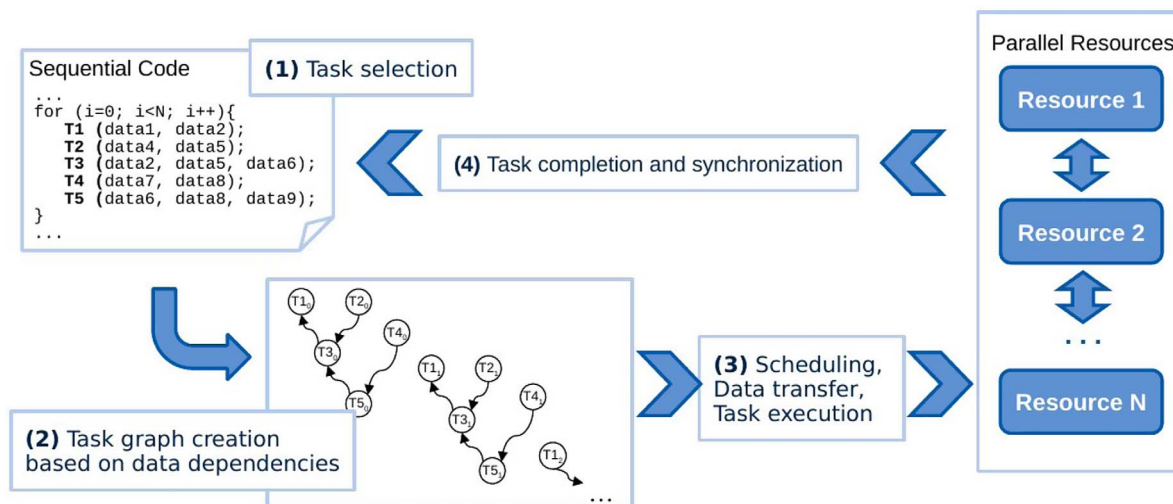 Sequential Code
(1) Task selection
...
for (i=0; i<N; i++){
T1 (data1, data2);
T2 (data4, data5);
T3 (data2, data5, data6);
T4 (data7, data8);
T5 (data6, data8, data9);
}
...
(4) Task completion and synchronization
Parallel Resources
Resource 1
Resource 2
...
Resource N
T1₀
T2₀
T4₀
T3₀
T5₀
T1₁
T2₁
T4₁
T3₁
T5₁
T1₂
...
(2) Task graph creation
based on data dependencies
(3) Scheduling,
Data transfer,
Task execution